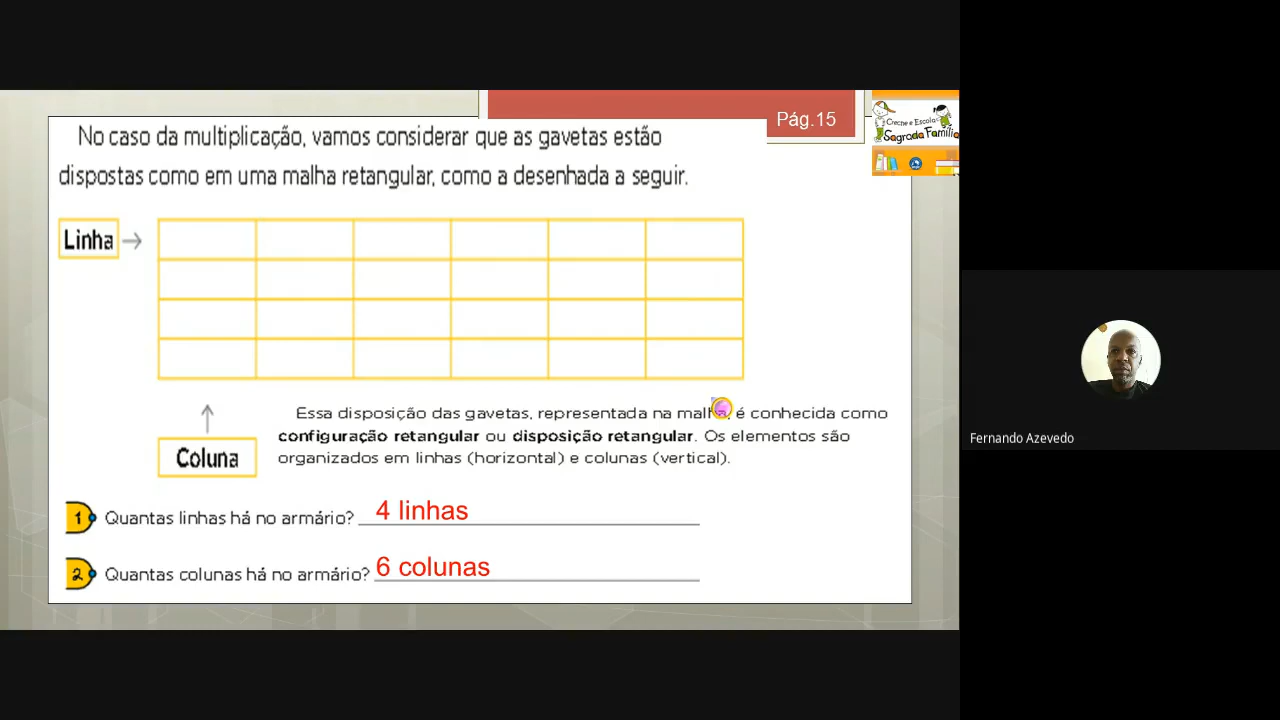 Pág.15
Creche e Escola
Sagrada Família
No caso da multiplicação, vamos considerar que as gavetas estão
dispostas como em uma malha retangular, como a desenhada a seguir.
Linha
Coluna
Essa disposição das gavetas, representada na malha, é conhecida como
configuração retangular ou disposição retangular. Os elementos são
organizados em linhas (horizontal) e colunas (vertical).
1 Quantas linhas há no armário? 4 linhas
2 Quantas colunas há no armário? 6 colunas
Fernando Azevedo